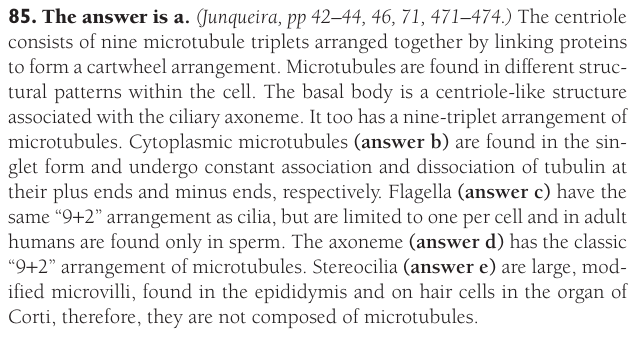 85. The answer is a. (Junqueira, pp 42–44, 46, 71, 471–474.) The centriole
consists of nine microtubule triplets arranged together by linking proteins
to form a cartwheel arrangement. Microtubules are found in different struc-
tural patterns within the cell. The basal body is a centriole-like structure
associated with the ciliary axoneme. It too has a nine-triplet arrangement of
microtubules. Cytoplasmic microtubules (answer b) are found in the sin-
glet form and undergo constant association and dissociation of tubulin at
their plus ends and minus ends, respectively. Flagella (answer c) have the
same “9+2” arrangement as cilia, but are limited to one per cell and in adult
humans are found only in sperm. The axoneme (answer d) has the classic
“9+2” arrangement of microtubules. Stereocilia (answer e) are large, mod-
ified microvilli, found in the epididymis and on hair cells in the organ of
Corti, therefore, they are not composed of microtubules.